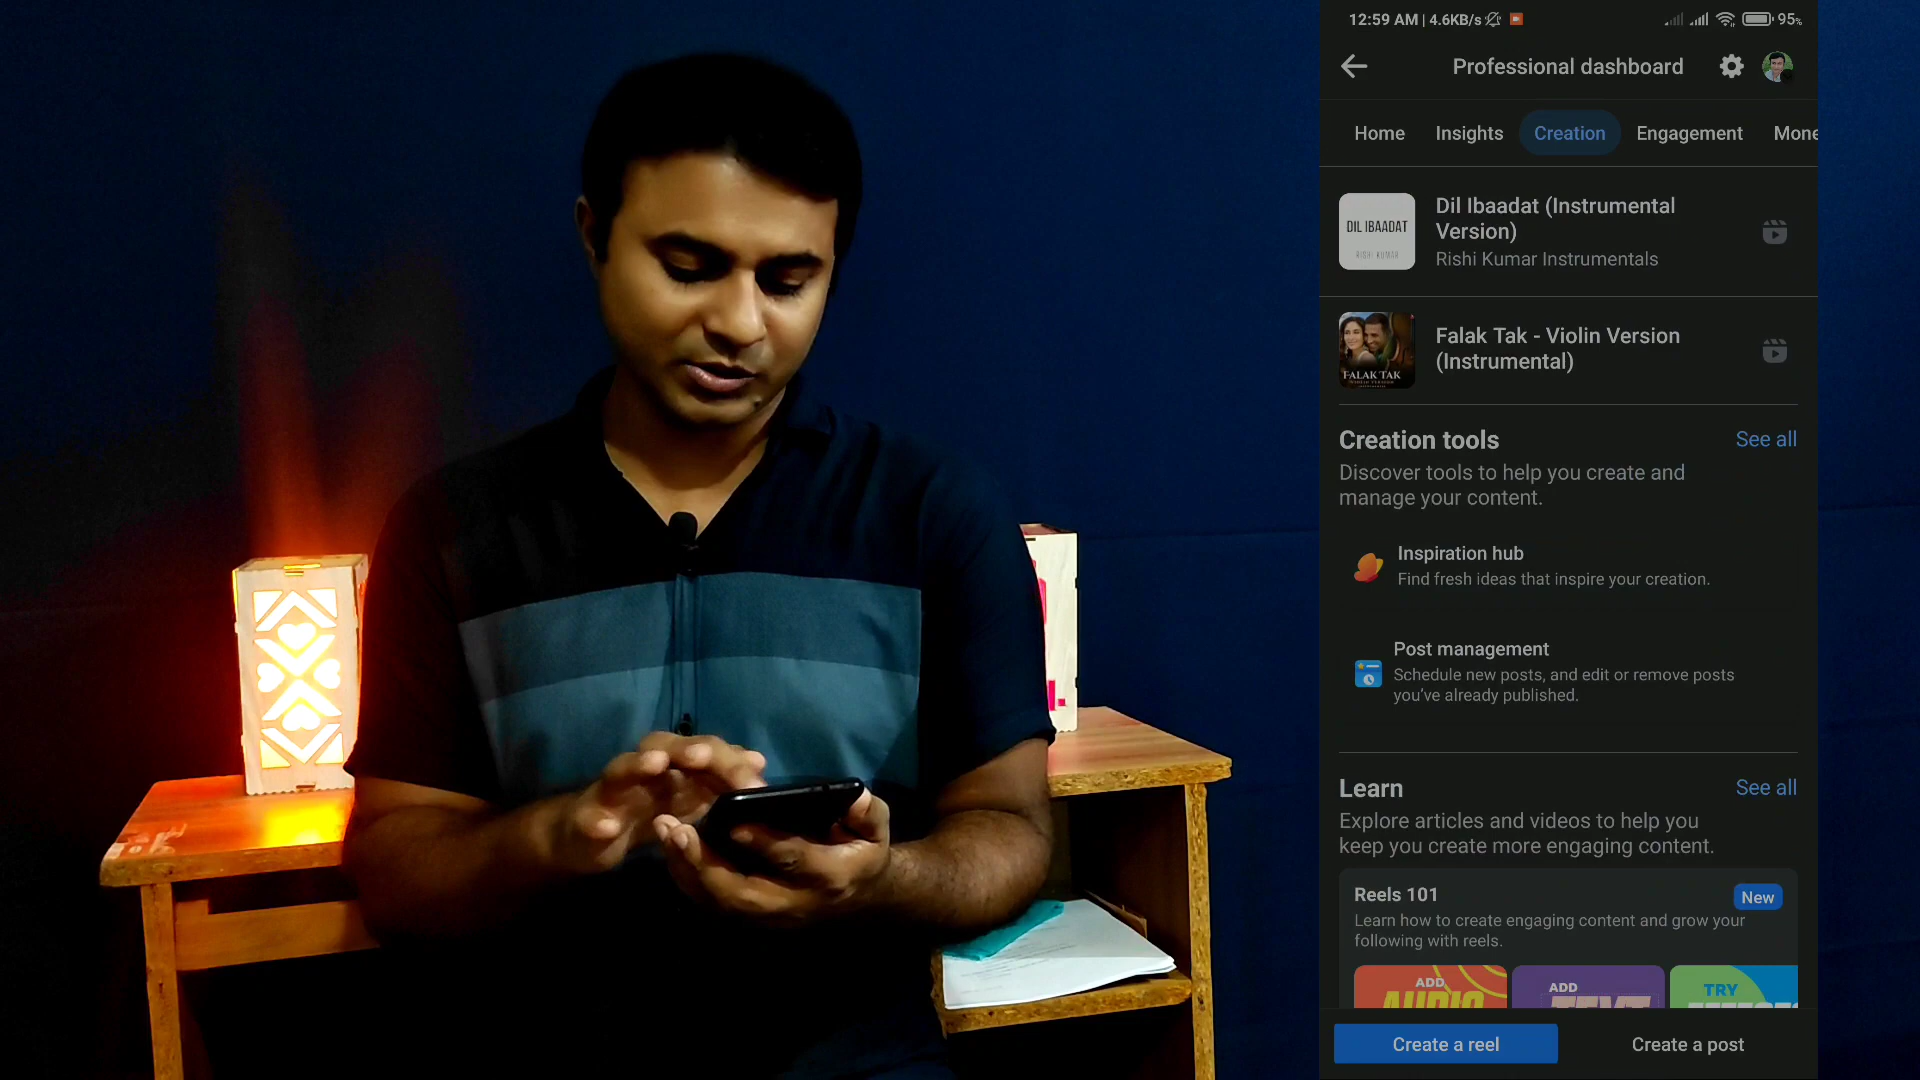 12:59 AM | 4.6KB/s
95%
Professional dashboard
Home
Insights
Creation
Engagement
Mone
DIL IBAADAT
RISHI KUMAR
Dil Ibaadat (Instrumental
Version)
Rishi Kumar Instrumentals
FALAK TAK
Falak Tak - Violin Version
(Instrumental)
Creation tools
See all
Discover tools to help you create and
manage your content.
Inspiration hub
Find fresh ideas that inspire your creation.
Post management
Schedule new posts, and edit or remove posts
you've already published.
Learn
See all
Explore articles and videos to help you
keep you create more engaging content.
Reels 101
New
Learn how to create engaging content and grow your
following with reels.
ADD
AUDIO
ADD
TEXT
TRY
Create a reel
Create a post